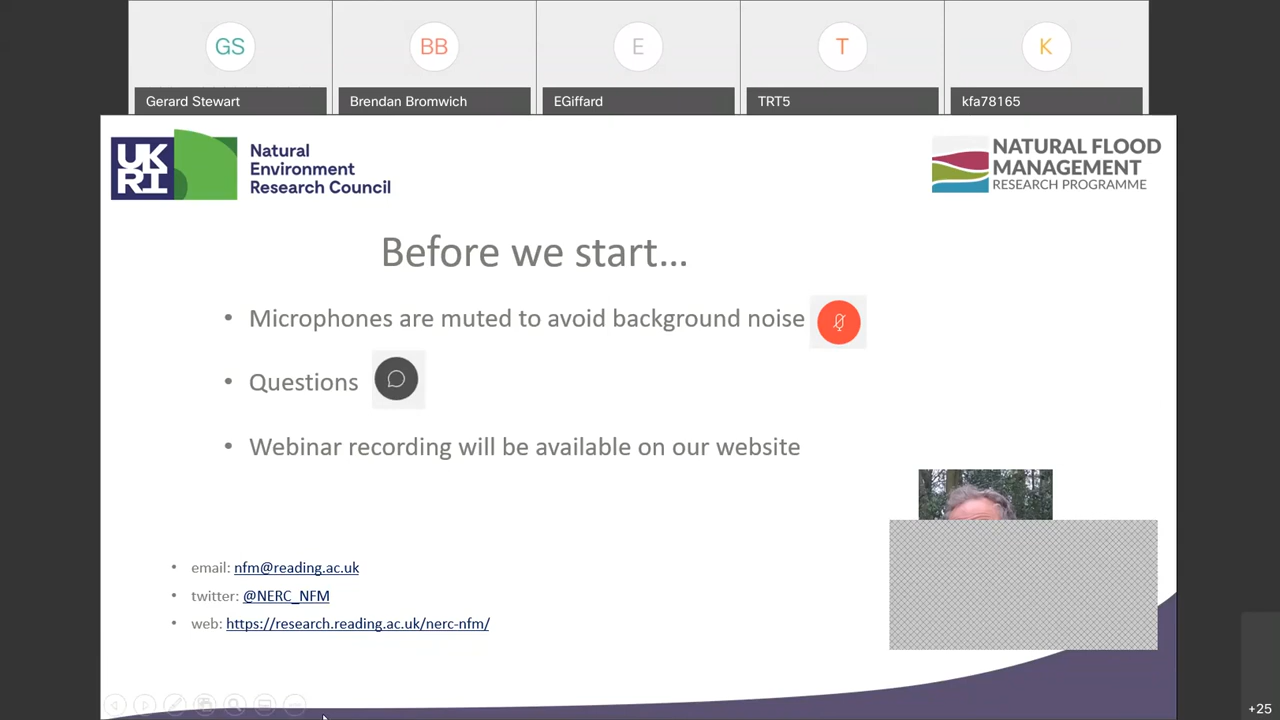 GS
BB
E
T
K
Gerard Stewart
Brendan Bromwich
EGiffard
TRT5
kfa78165
UK
RI
Natural
Environment
Research Council
NATURAL FLOOD
MANAGEMENT
RESEARCH PROGRAMME
Before we start...
• Microphones are muted to avoid background noise
• Questions
• Webinar recording will be available on our website
• email: nfm@reading.ac.uk
• twitter: @NERC_NFM
• web: https://research.reading.ac.uk/nerc-nfm/
+25